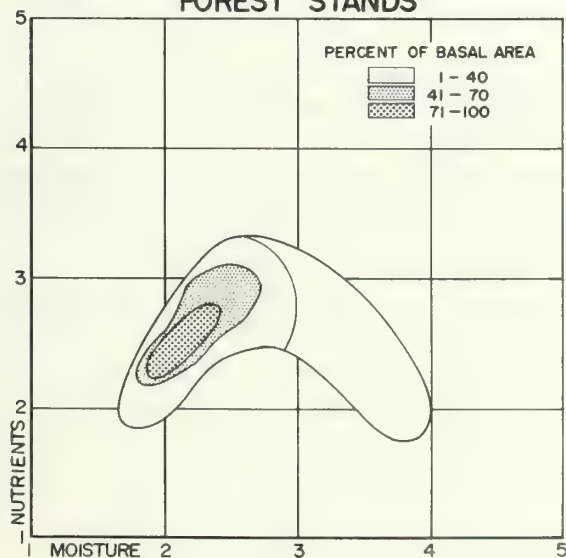 FOREST STANDS
PERCENT OF BASAL AREA
1-40
41-70
71-100
5
4
3
2
1
NUTRIENTS
1 MOISTURE 2 3 4 5